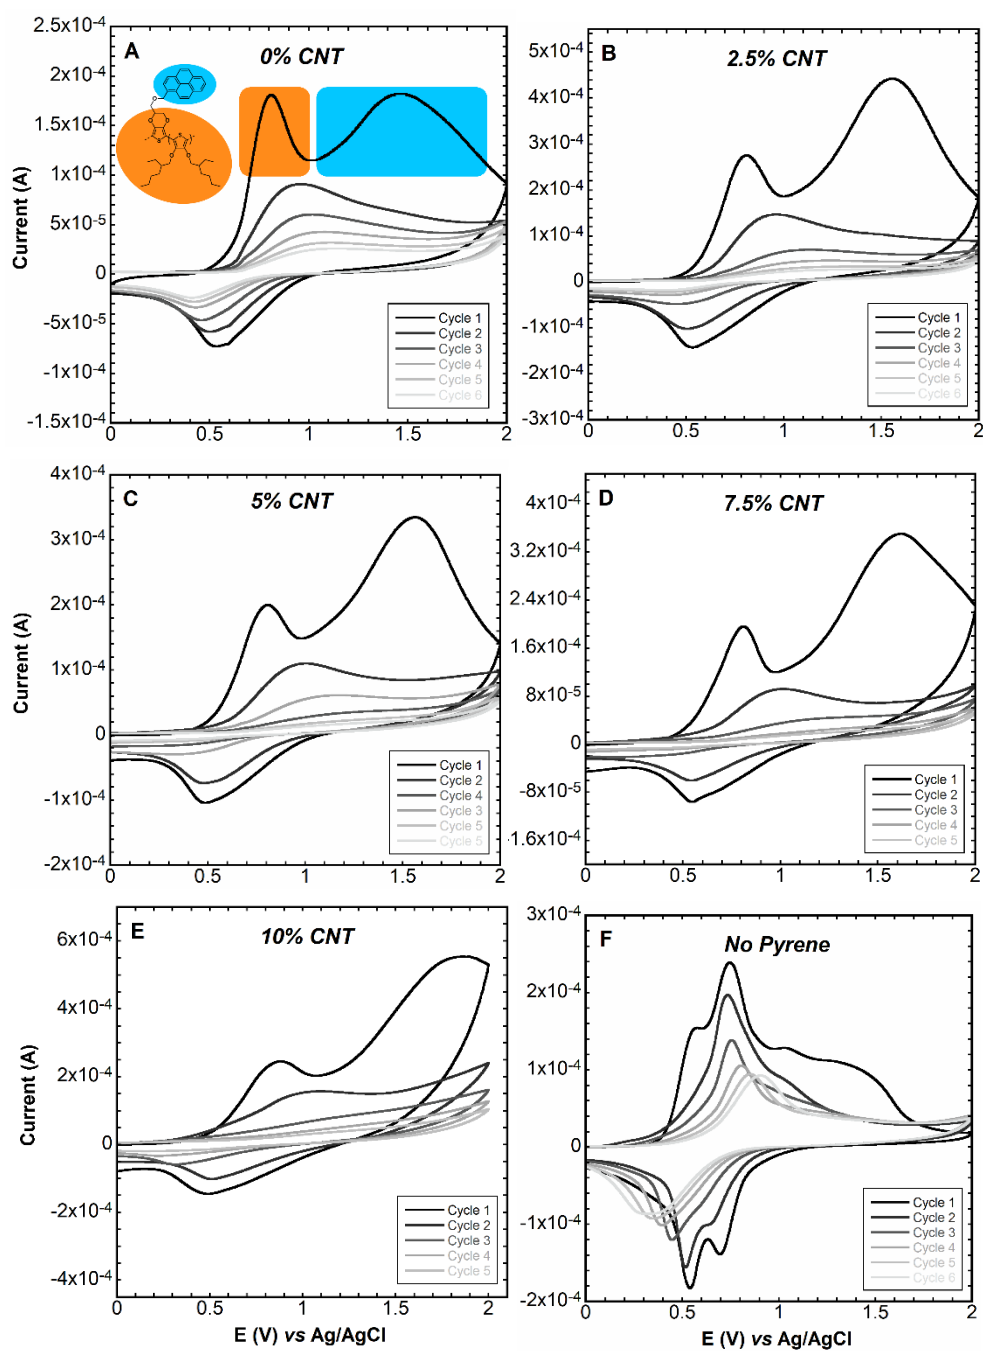 A
0% CNT
Current (A)
2.5x10-4
2x10-4
1.5x10-4
1x10-4
5x10-5
0
-5x10-5
-1x10-4
-1.5x10-4
0 0.5 1 1.5 2
O
O O
S S
O O
Cycle 1
Cycle 2
Cycle 3
Cycle 4
Cycle 5
Cycle 6
B
2.5% CNT
5x10-4
4x10-4
3x10-4
2x10-4
1x10-4
0
-1x10-4
-2x10-4
-3x10-4
0 0.5 1 1.5 2
Cycle 1
Cycle 2
Cycle 3
Cycle 4
Cycle 5
Cycle 6
C
5% CNT
Current (A)
4x10-4
3x10-4
2x10-4
1x10-4
0
-1x10-4
-2x10-4
0 0.5 1 1.5 2
Cycle 1
Cycle 2
Cycle 4
Cycle 3
Cycle 5
Cycle 5
D
7.5% CNT
4x10-4
3.2x10-4
2.4x10-4
1.6x10-4
8x10-5
0
-8x10-5
-1.6x10-4
0 0.5 1 1.5 2
Cycle 1
Cycle 2
Cycle 3
Cycle 4
Cycle 5
E
10% CNT
Current (A)
6x10-4
4x10-4
2x10-4
0
-2x10-4
-4x10-4
0 0.5 1 1.5 2
Cycle 1
Cycle 2
Cycle 3
Cycle 4
Cycle 5
E (V) vs Ag/AgCl
F
No Pyrene
3x10-4
2x10-4
1x10-4
0
-1x10-4
-2x10-4
0 0.5 1 1.5 2
Cycle 1
Cycle 2
Cycle 3
Cycle 4
Cycle 5
Cycle 6
E (V) vs Ag/AgCl